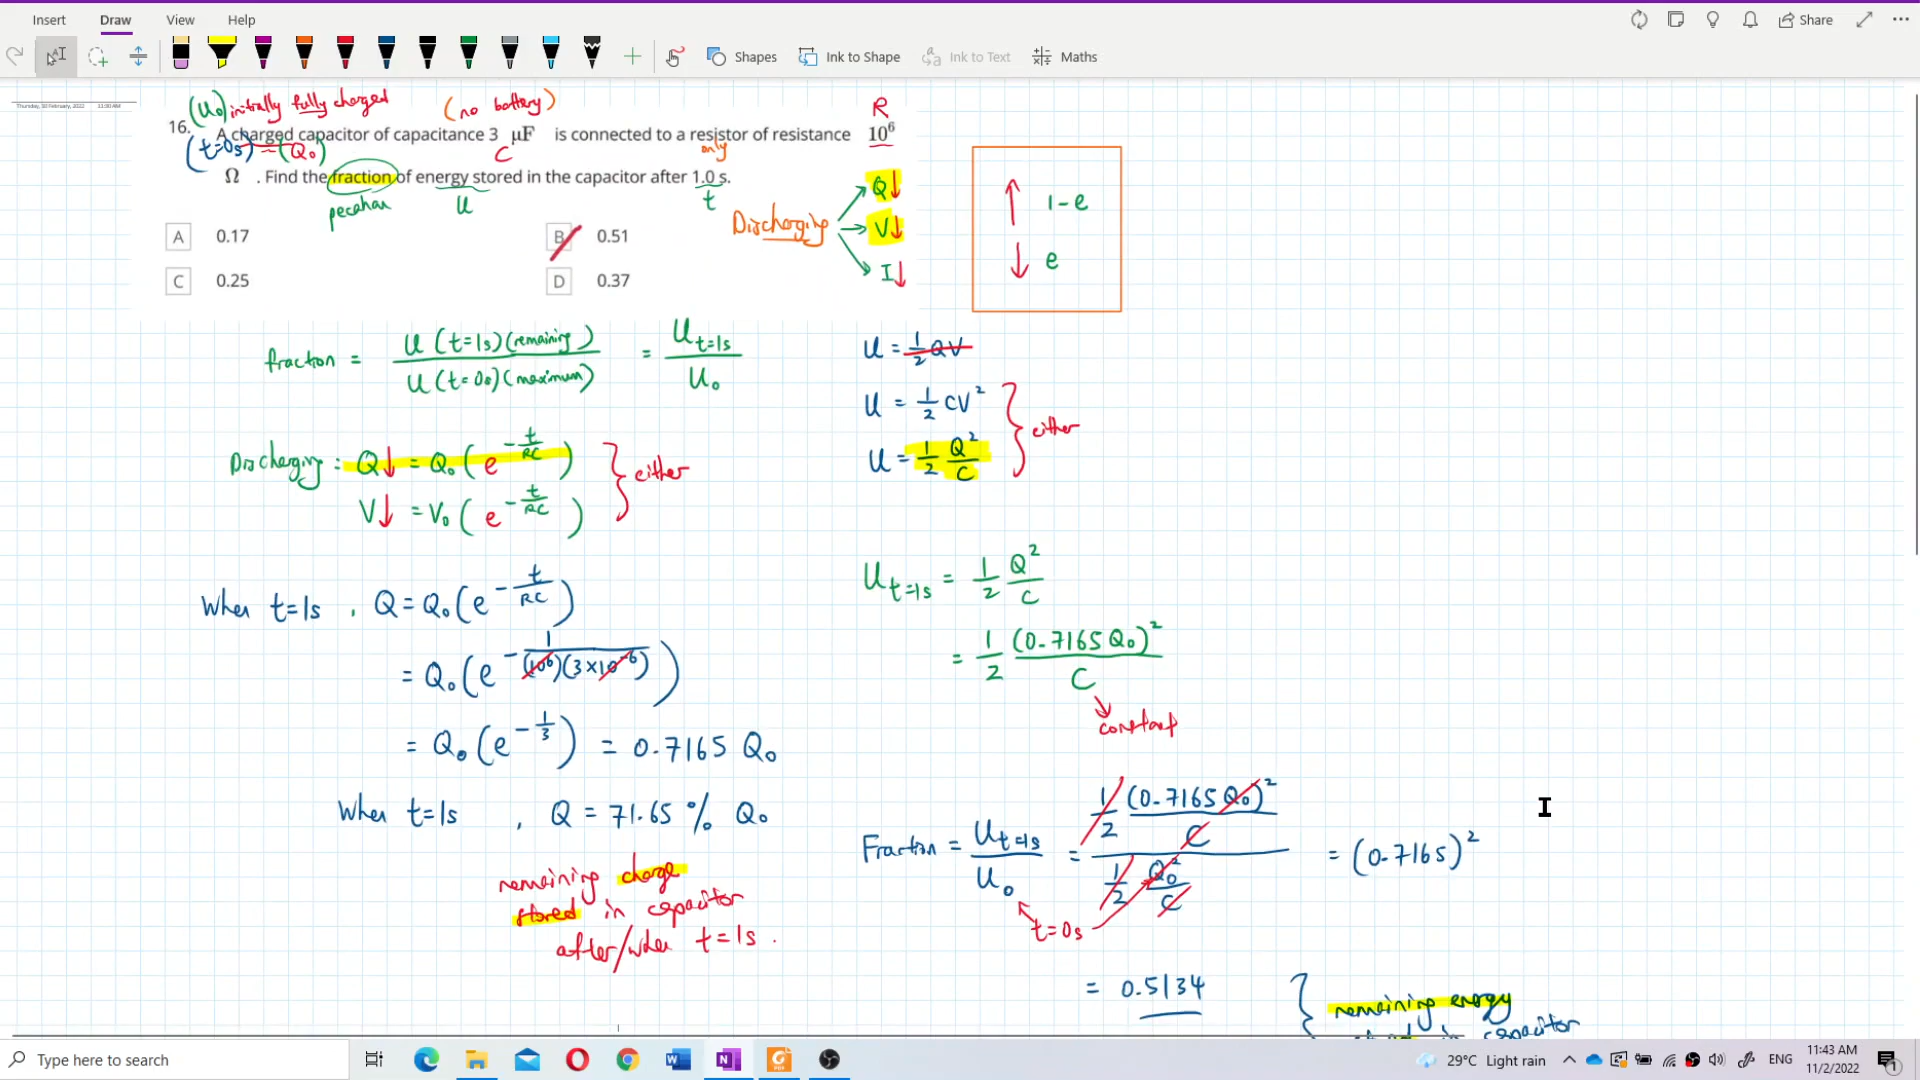 Insert Draw View Help
Share
Shapes Ink to Shape Ink to Text Maths
(U₀) initially fully charged (no battery) R
16. A charged capacitor of capacitance 3 μF is connected to a resistor of resistance 10⁶
(t=0s) (Q₀) C only
Ω . Find the fraction of energy stored in the capacitor after 1.0 s.
pecahan U t
A 0.17 B 0.51
C 0.25 D 0.37
Discharging → Q↓
→ V↓
→ I↓
↑ 1-e
↓ e
fraction = U (t=1s)(remaining) / U (t=0s)(maximum) = U t=1s / U₀
Discharging : Q↓ = Q₀ ( e^(-t/RC) )
V↓ = V₀ ( e^(-t/RC) )
} either
U = 1/2 QV
U = 1/2 CV²
U = 1/2 Q²/C
} either
When t=1s , Q = Q₀ ( e^(-t/RC) )
= Q₀ ( e^(-1/((10⁶)(3×10⁻⁶))) )
= Q₀ ( e^(-1/3) ) = 0.7165 Q₀
When t=1s , Q = 71.65 % Q₀
remaining charge
stored in capacitor
after/when t=1s .
U t=1s = 1/2 Q²/C
= 1/2 (0.7165 Q₀)² / C
constant
Fraction = U t=1s / U₀ = 1/2 (0.7165 Q₀)²/C / 1/2 Q₀²/C = (0.7165)²
t=0s
= 0.5134
remaining energy
in capacitor
Type here to search
29°C Light rain ENG 11:43 AM
11/2/2022